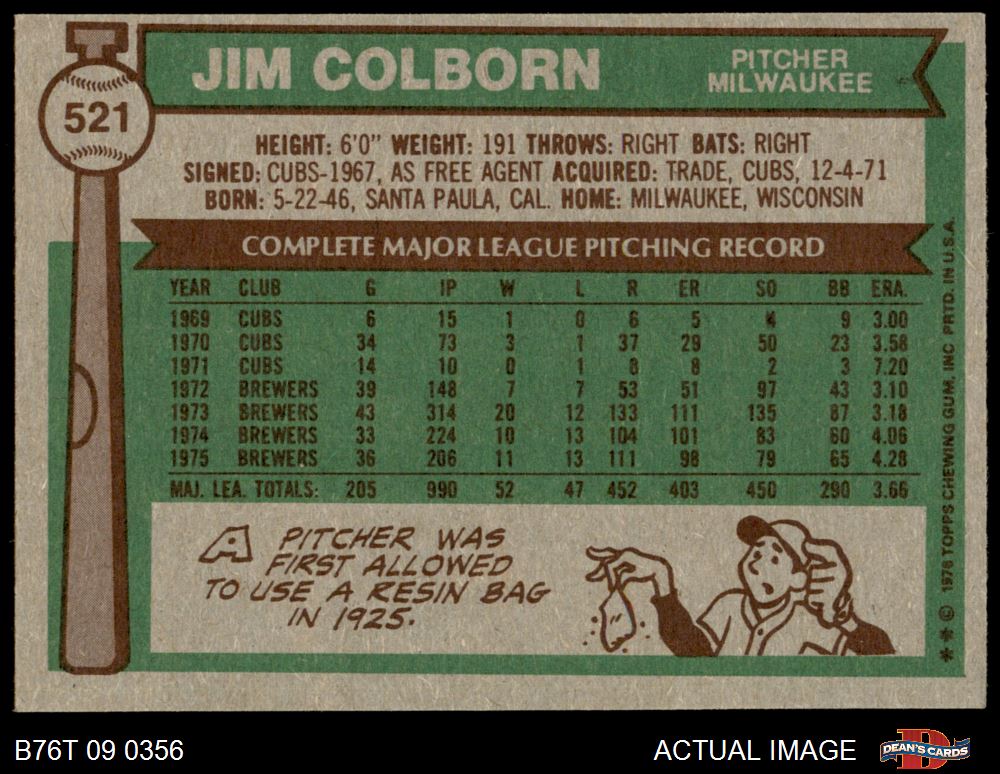 JIM COLBORN
PITCHER
MILWAUKEE
521
HEIGHT: 6'0" WEIGHT: 191 THROWS: RIGHT BATS: RIGHT
SIGNED: CUBS-1967, AS FREE AGENT ACQUIRED: TRADE, CUBS, 12-4-71
BORN: 5-22-46, SANTA PAULA, CAL. HOME: MILWAUKEE, WISCONSIN
COMPLETE MAJOR LEAGUE PITCHING RECORD
YEAR CLUB G IP W L R ER SO BB ERA.
1969 CUBS 6 15 1 0 6 5 4 9 3.00
1970 CUBS 34 73 3 1 37 29 50 23 3.58
1971 CUBS 14 10 0 1 8 8 2 3 7.20
1972 BREWERS 39 148 7 7 53 51 97 43 3.10
1973 BREWERS 43 314 20 12 133 111 135 87 3.18
1974 BREWERS 33 224 10 13 104 101 83 60 4.06
1975 BREWERS 36 206 11 13 111 98 79 65 4.28
MAJ. LEA. TOTALS: 205 990 52 47 452 403 450 290 3.66
A PITCHER WAS
FIRST ALLOWED
TO USE A RESIN BAG
IN 1925.
** © 1976 TOPPS CHEWING GUM, INC PRTD. IN U.S.A.
B76T 09 0356
ACTUAL IMAGE
DEAN'S CARDS